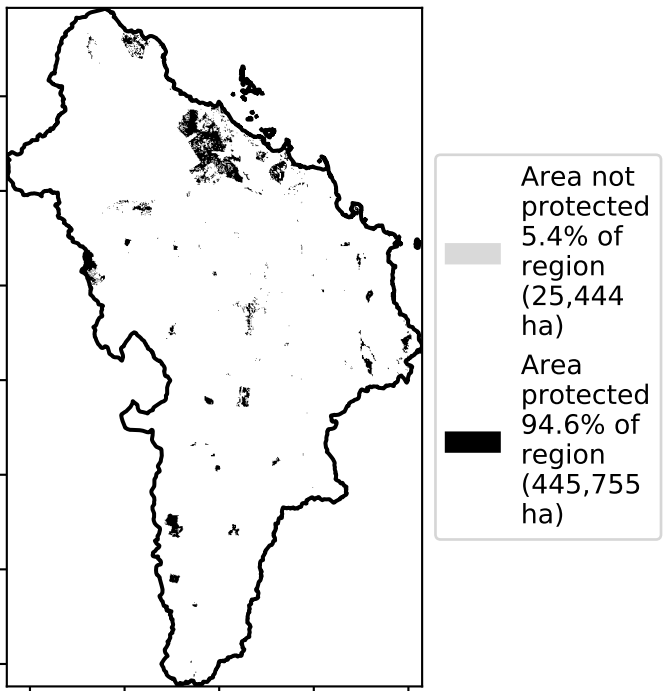 Area not
protected
5.4% of
region
(25,444
ha)
Area
protected
94.6% of
region
(445,755
ha)